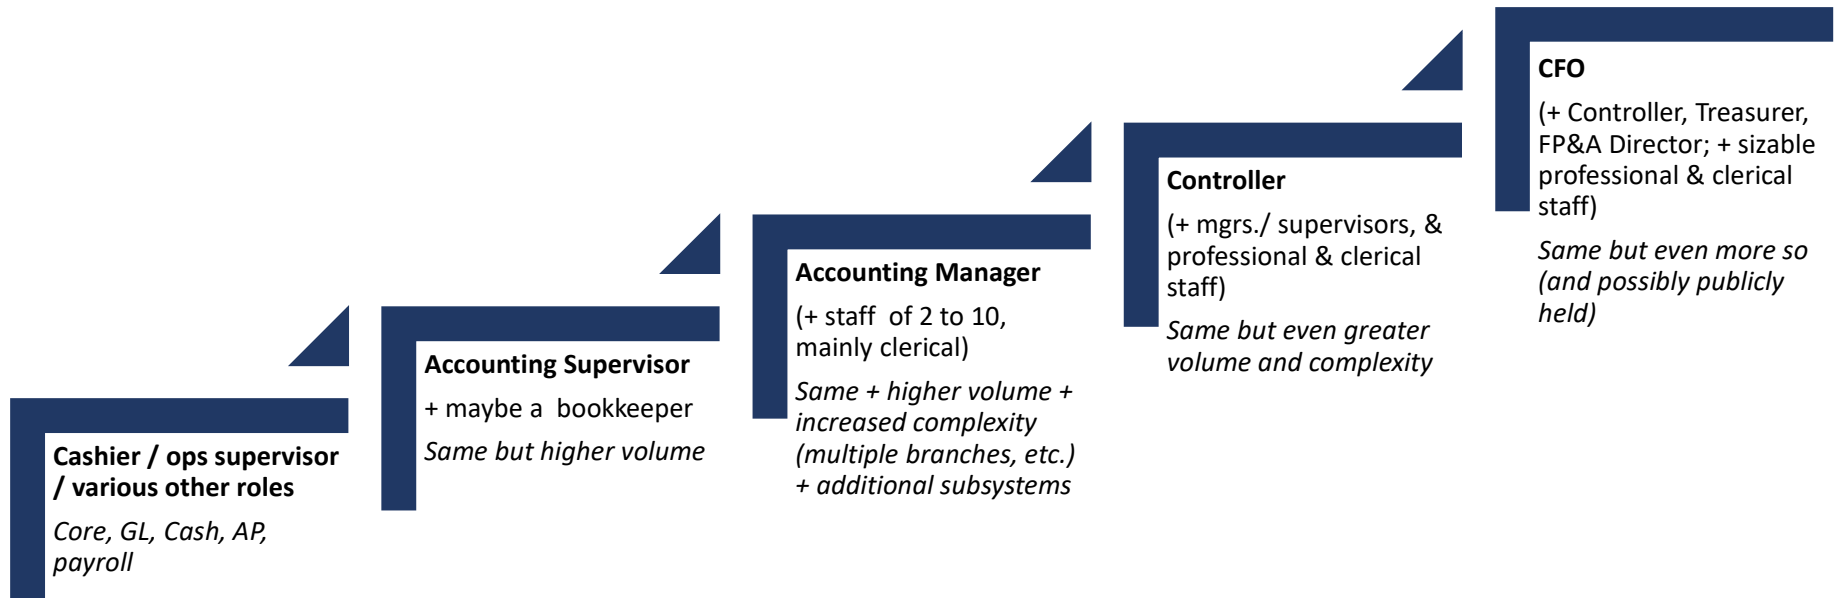 Cashier / ops supervisor
/ various other roles
Core, GL, Cash, AP,
payroll
Accounting Supervisor
+ maybe a bookkeeper
Same but higher volume
Accounting Manager
(+ staff of 2 to 10,
mainly clerical)
Same + higher volume +
increased complexity
(multiple branches, etc.)
+ additional subsystems
Controller
(+ mgrs./ supervisors, &
professional & clerical
staff)
Same but even greater
volume and complexity
CFO
(+ Controller, Treasurer,
FP&A Director; + sizable
professional & clerical
staff)
Same but even more so
(and possibly publicly
held)